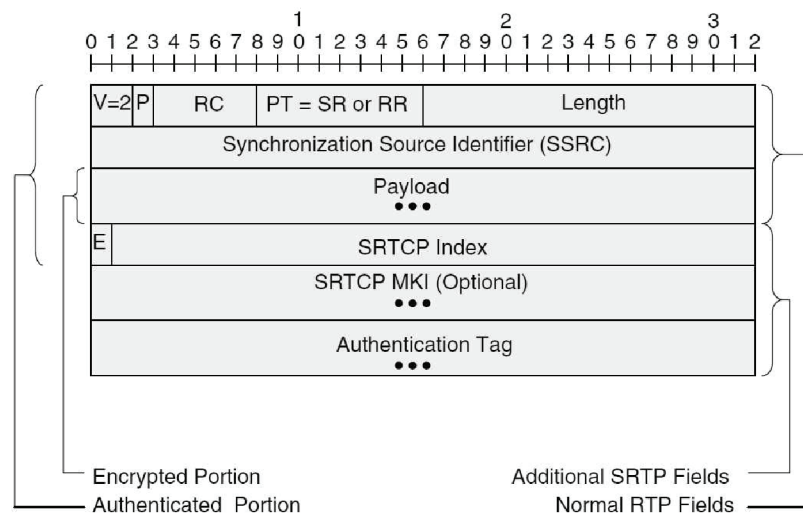 1 2 3
0 1 2 3 4 5 6 7 8 9 0 1 2 3 4 5 6 7 8 9 0 1 2 3 4 5 6 7 8 9 0 1 2
V=2 P RC PT = SR or RR Length
Synchronization Source Identifier (SSRC)
Payload
•••
E SRTCP Index
SRTCP MKI (Optional)
•••
Authentication Tag
•••
Encrypted Portion Additional SRTP Fields
Authenticated Portion Normal RTP Fields